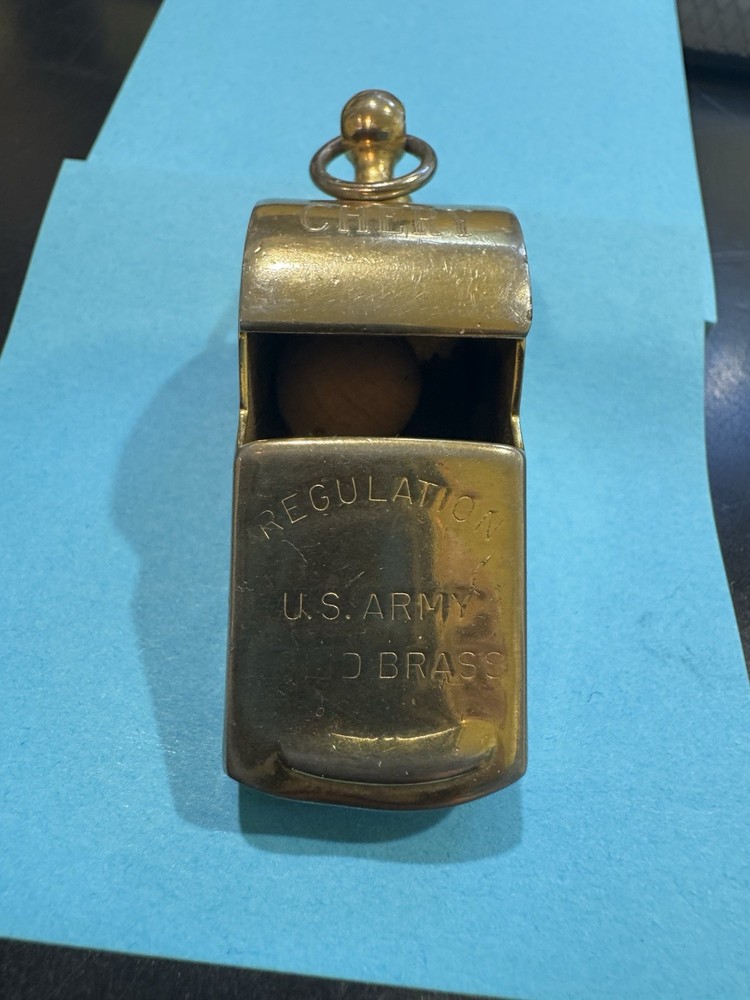 REGULATION
U.S. ARMY
D BRASS